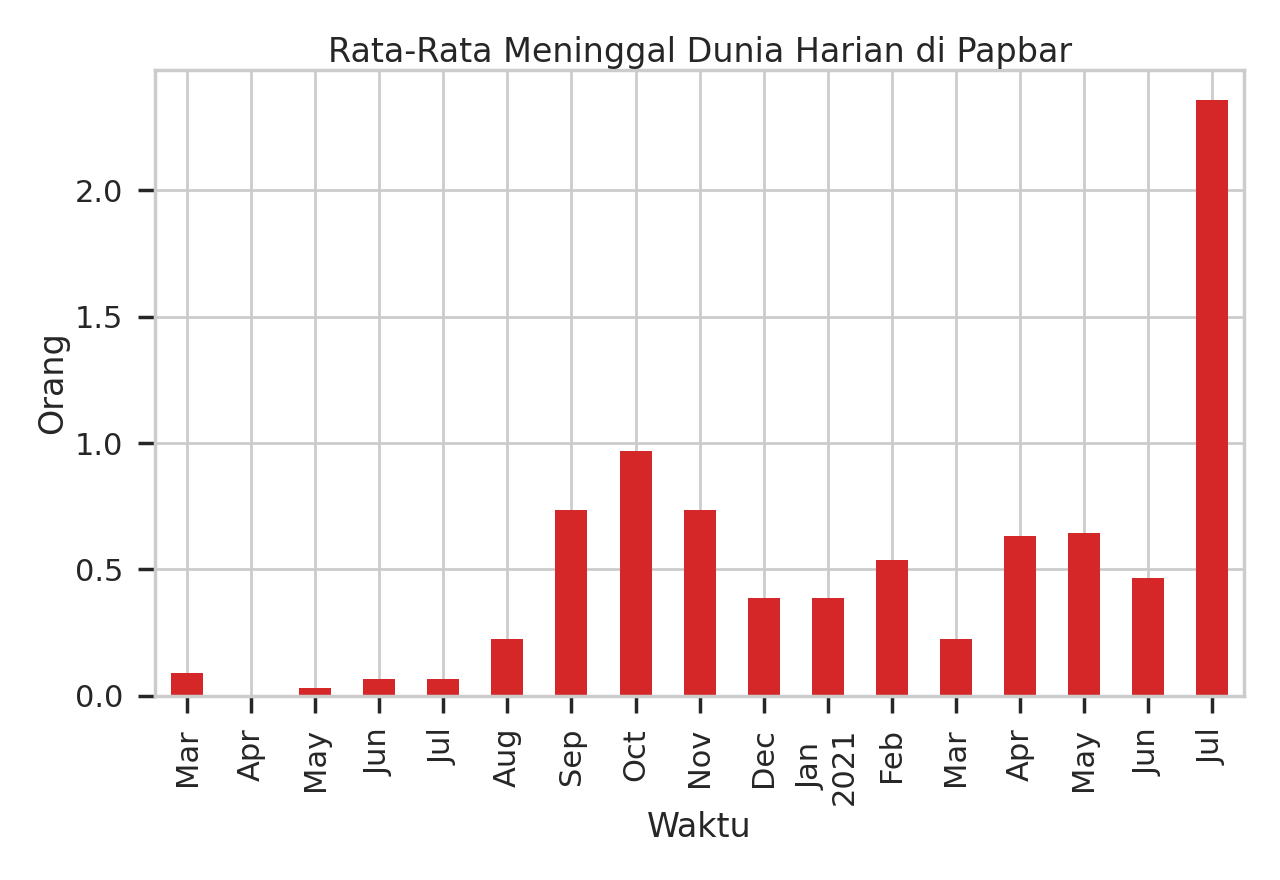 Rata-Rata Meninggal Dunia Harian di Papbar
Orang
2.0
1.5
1.0
0.5
0.0
Mar
Apr
May
Jun
Jul
Aug
Sep
Oct
Nov
Dec
Jan
2021
Feb
Mar
Apr
May
Jun
Jul
Waktu